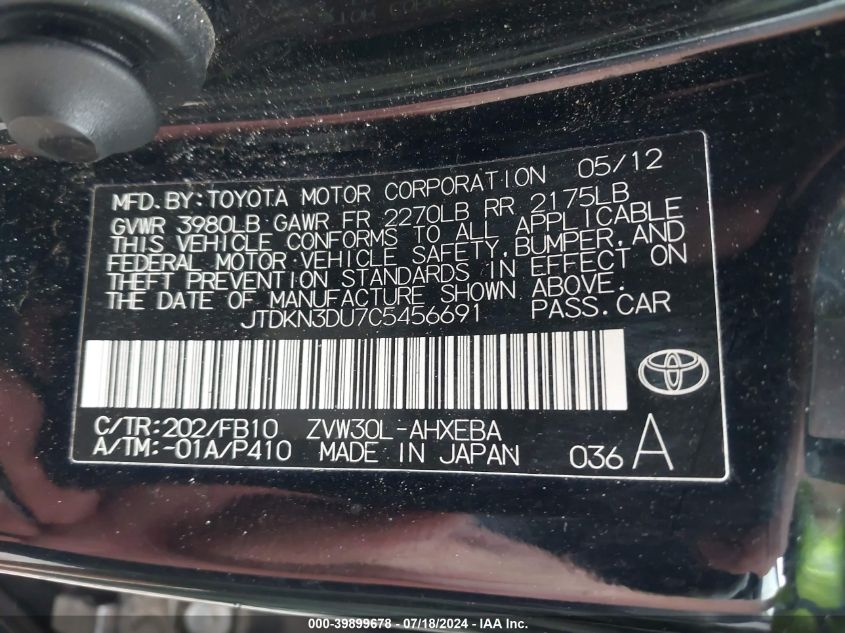 MFD. BY: TOYOTA MOTOR CORPORATION 05/12
GVWR 3980LB GAWR FR 2270LB RR 2175LB
THIS VEHICLE CONFORMS TO ALL APPLICABLE
FEDERAL MOTOR VEHICLE SAFETY, BUMPER, AND
THEFT PREVENTION STANDARDS IN EFFECT ON
THE DATE OF MANUFACTURE SHOWN ABOVE.
JTDKN3DU7C5456691 PASS. CAR
C/TR: 202/FB10 ZVW30L-AHXEBA
A/TM: -01A/P410 MADE IN JAPAN 036 A
000-39899678 - 07/18/2024 - IAA Inc.